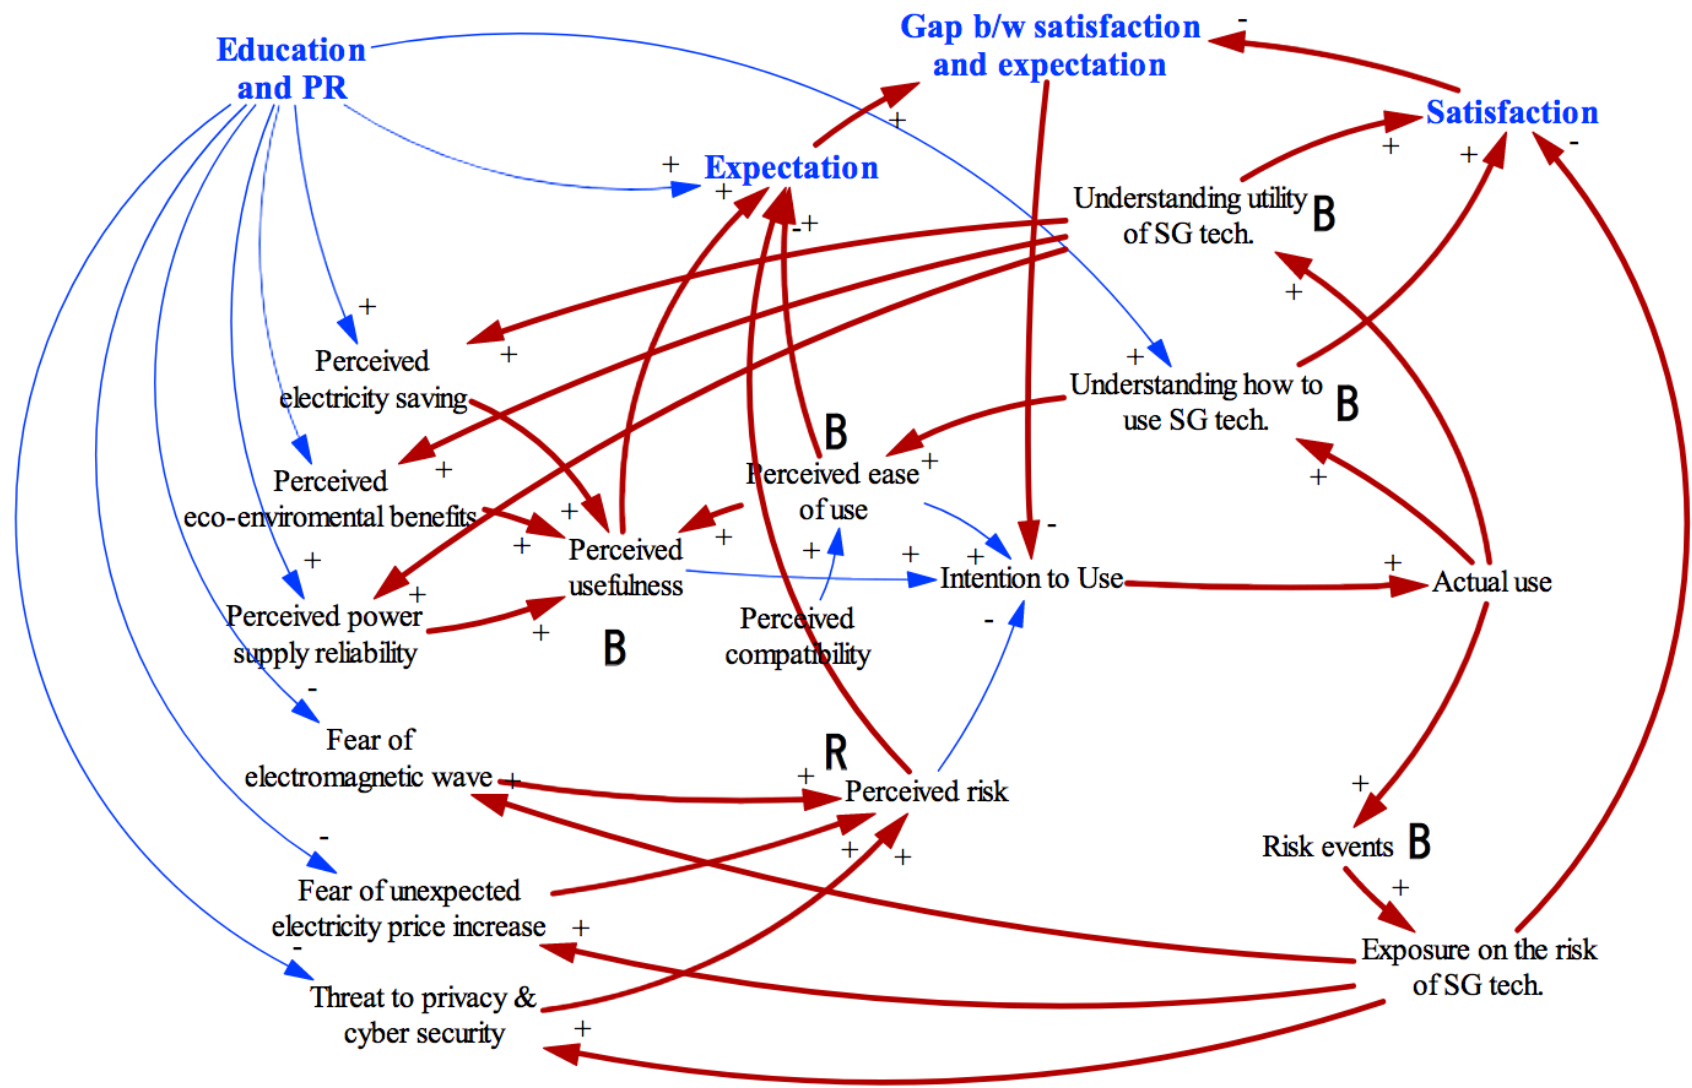 Education
and PR
Gap b/w satisfaction
and expectation
-
Satisfaction
+
+
+
-
+
Expectation
+
-+
Understanding utility
of SG tech.
B
+
+
+
+
Perceived
electricity saving
Understanding how to
use SG tech.
B
B
+
+
+
Perceived
eco-enviromental benefits
Perceived ease
of use
+
+
+
+
+
+
-
+
Perceived
usefulness
Intention to Use
Actual use
+
+
Perceived power
supply reliability
+
B
Perceived
compatibility
-
-
Fear of
electromagnetic wave
+
R
+
Perceived risk
+
-
+
+
Risk events
B
+
Fear of unexpected
electricity price increase
+
-
Exposure on the risk
of SG tech.
Threat to privacy &
cyber security
+